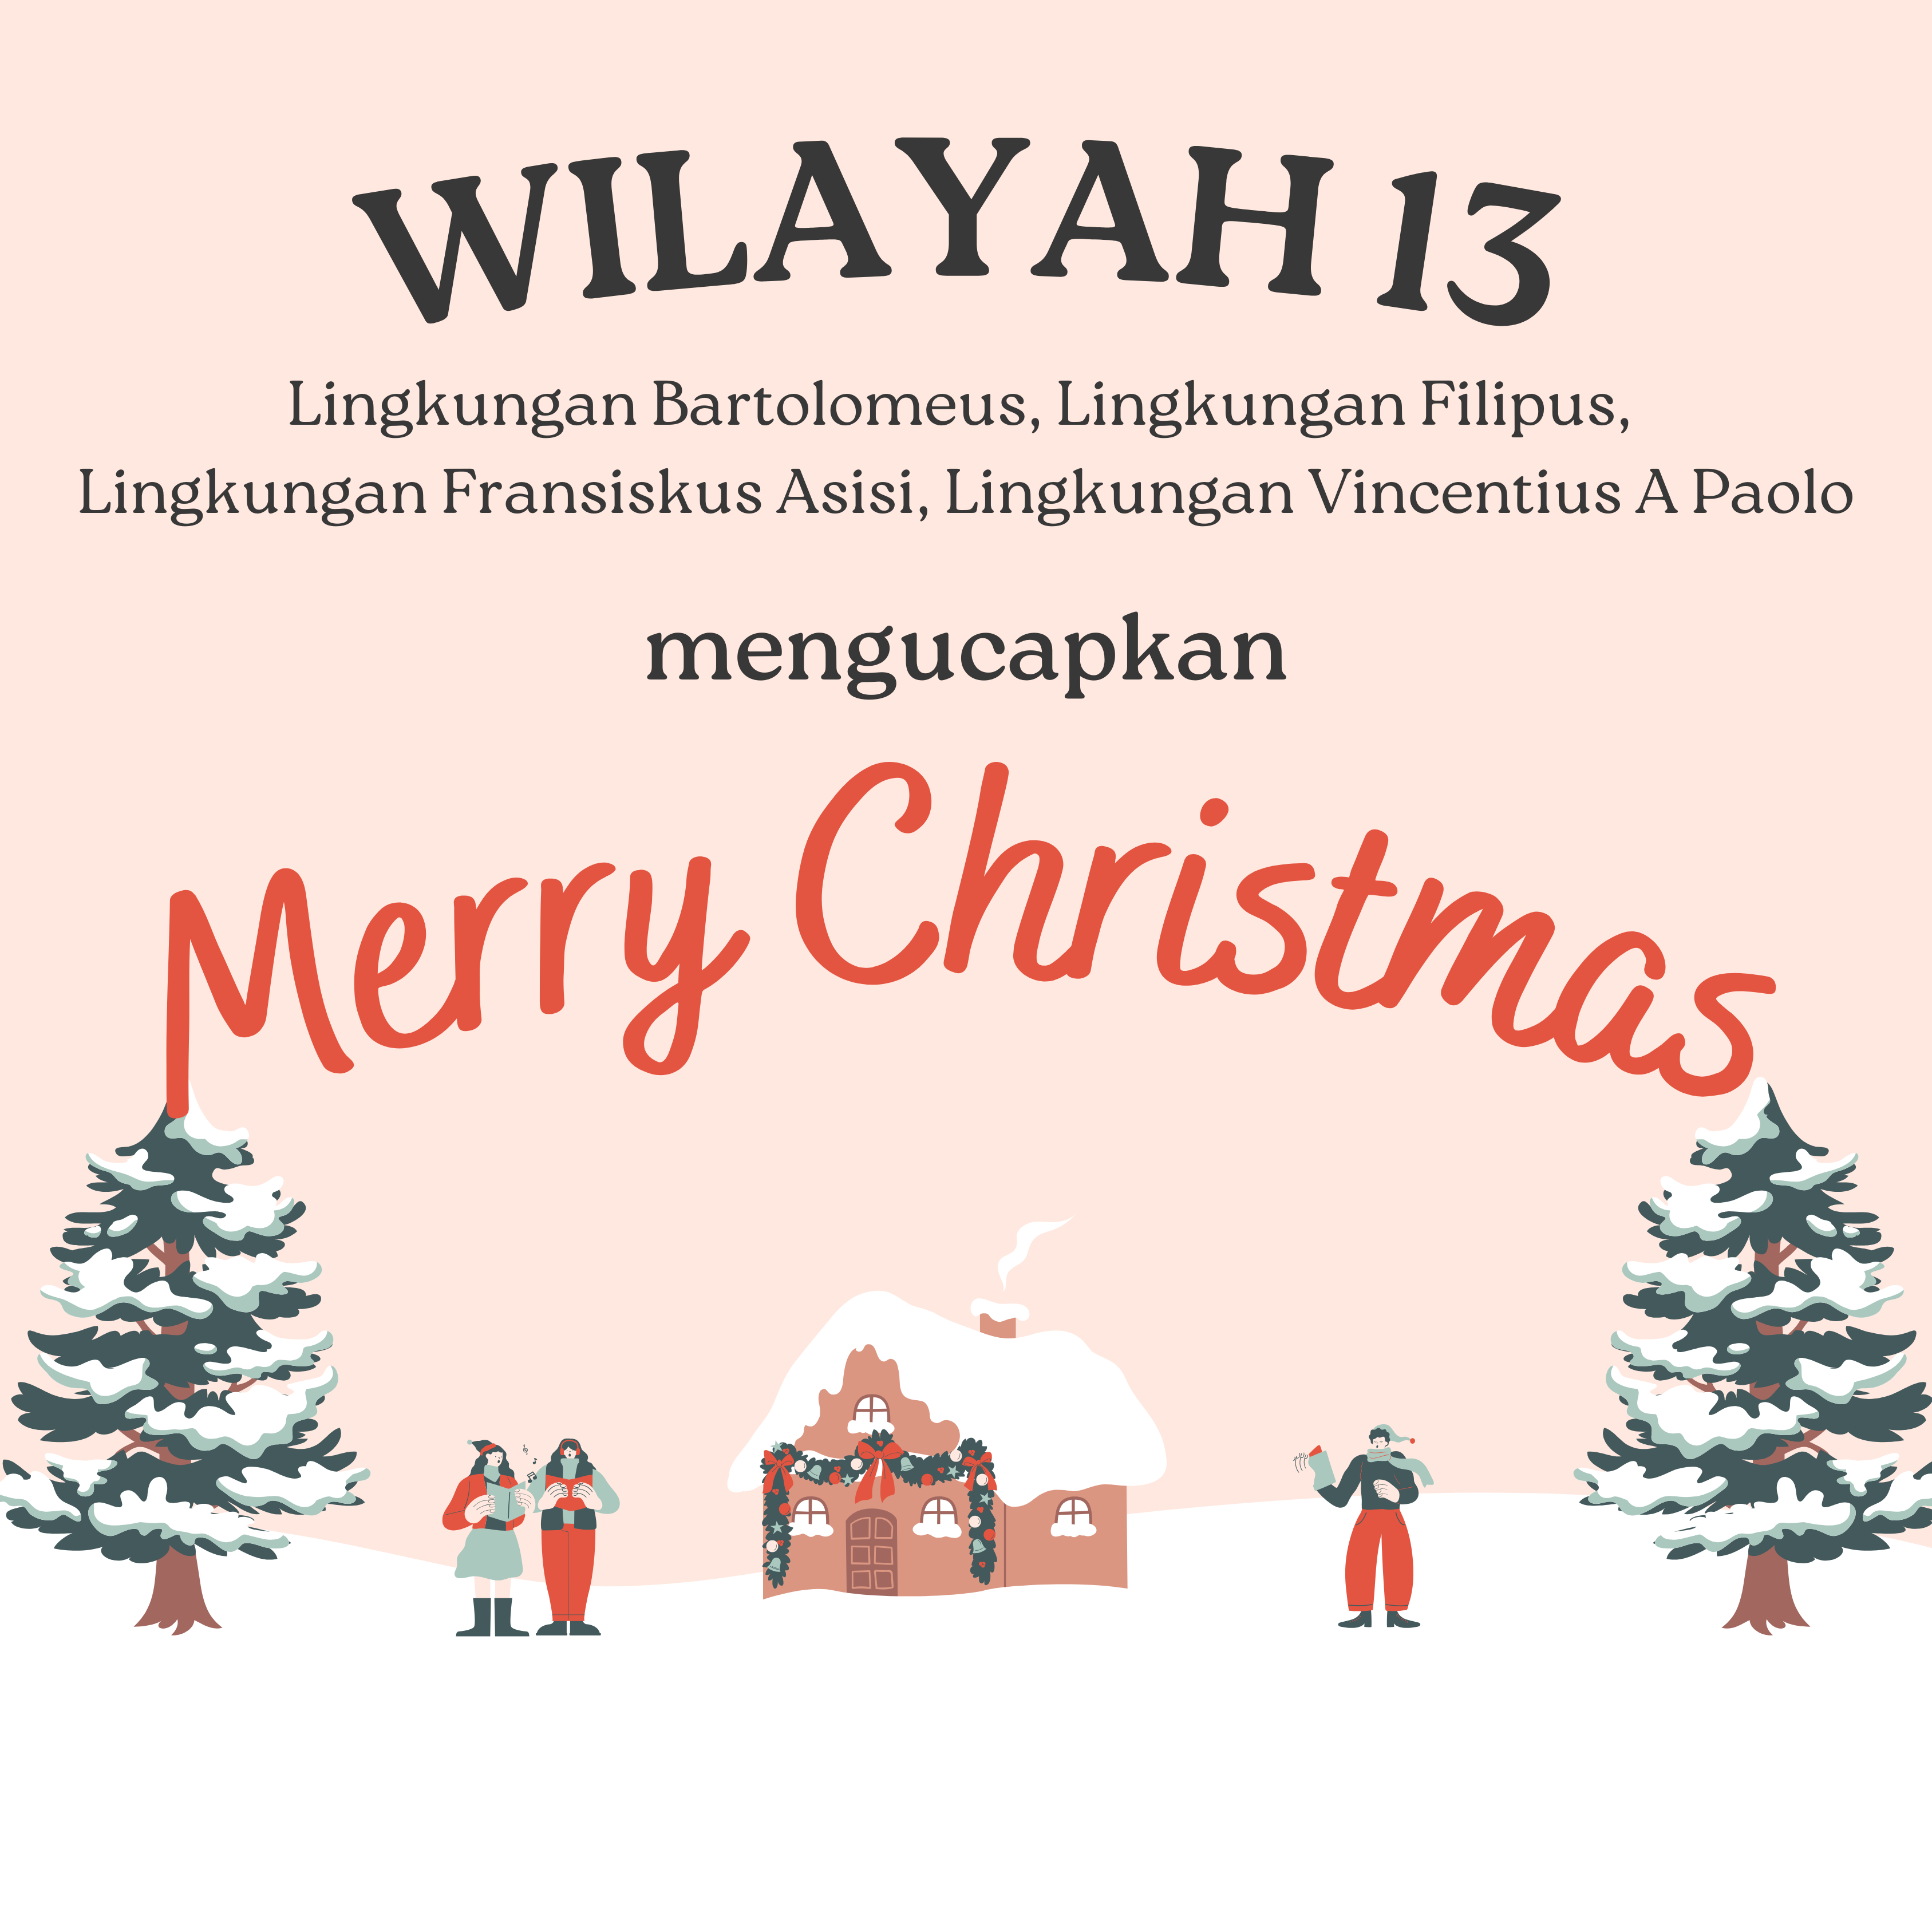 WILAYAH 13
Lingkungan Bartolomeus, Lingkungan Filipus,
Lingkungan Fransiskus Asisi, Lingkungan Vincentius A Paolo
mengucapkan
Merry Christmas